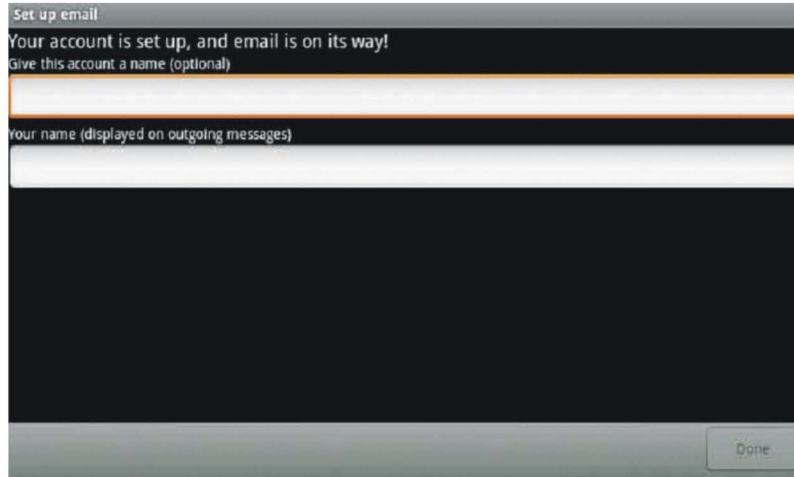 Set up email
Your account is set up, and email is on its way!
Give this account a name (optional)
Your name (displayed on outgoing messages)
Done